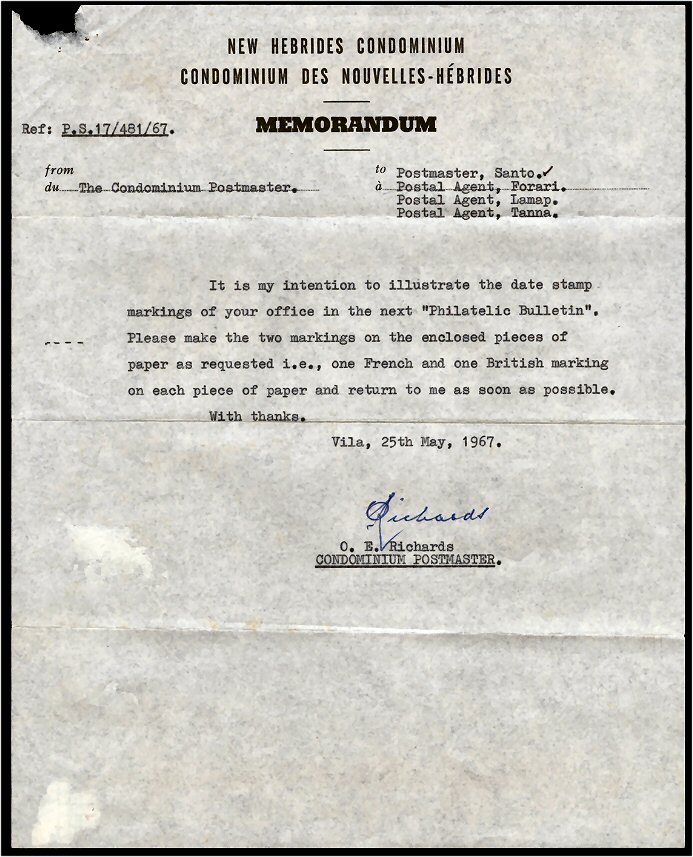 NEW HEBRIDES CONDOMINIUM
CONDOMINIUM DES NOUVELLES-HÉBRIDES
MEMORANDUM
Ref: P.S.17/481/67.
from
du The Condominium Postmaster.
to Postmaster, Santo.✓
à Postal Agent, Forari.
Postal Agent, Lamap.
Postal Agent, Tanna.
It is my intention to illustrate the date stamp
markings of your office in the next "Philatelic Bulletin".
Please make the two markings on the enclosed pieces of
paper as requested i.e., one French and one British marking
on each piece of paper and return to me as soon as possible.
With thanks.
Vila, 25th May, 1967.
Richards
O. E. Richards
CONDOMINIUM POSTMASTER.